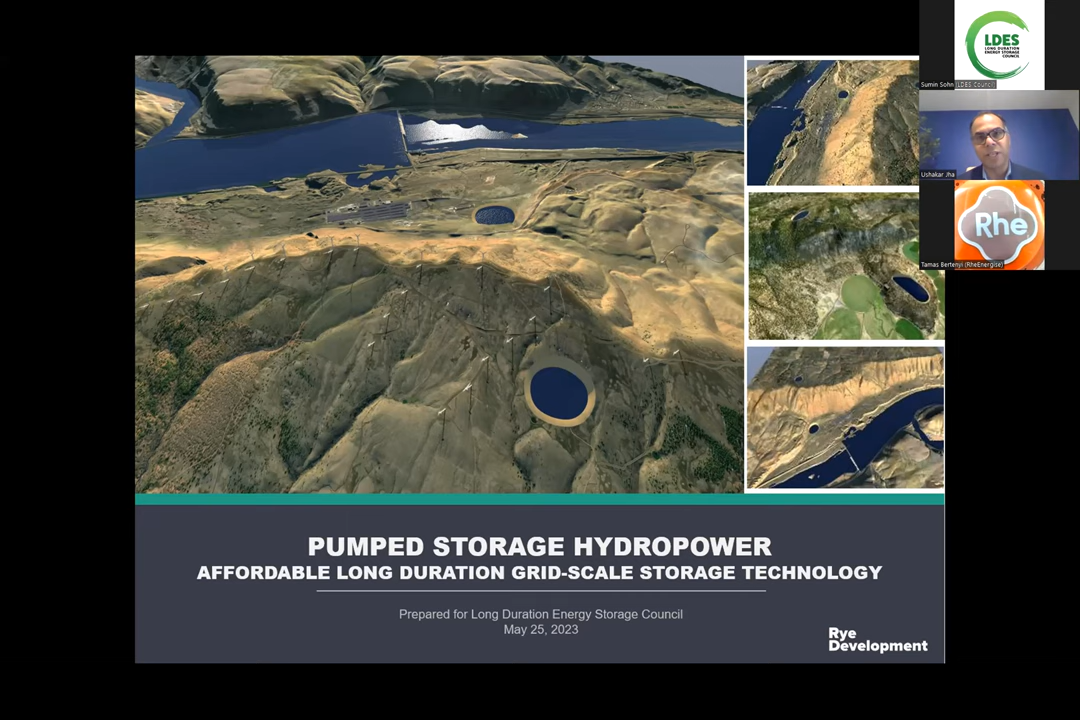 LDES
LONG DURATION
ENERGY STORAGE
COUNCIL
Sumin Sohn (LDES Council)
Ushakar Jha
Rhe
Tamas Bertenyi (RheEnergise)
PUMPED STORAGE HYDROPOWER
AFFORDABLE LONG DURATION GRID-SCALE STORAGE TECHNOLOGY
Prepared for Long Duration Energy Storage Council
May 25, 2023
Rye
Development